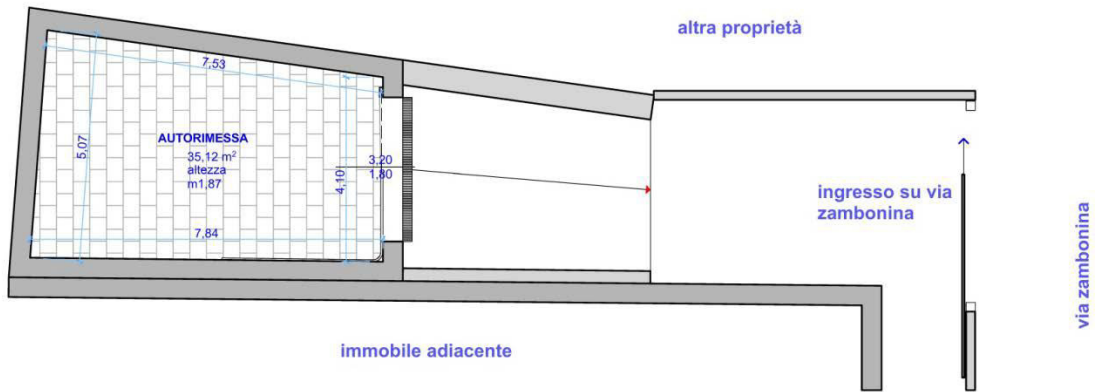 altra proprietà
7,53
AUTORIMESSA
35,12 m²
altezza
m1,87
5,07
3,20
1,80
4,10
7,84
ingresso su via
zambonina
via zambonina
immobile adiacente